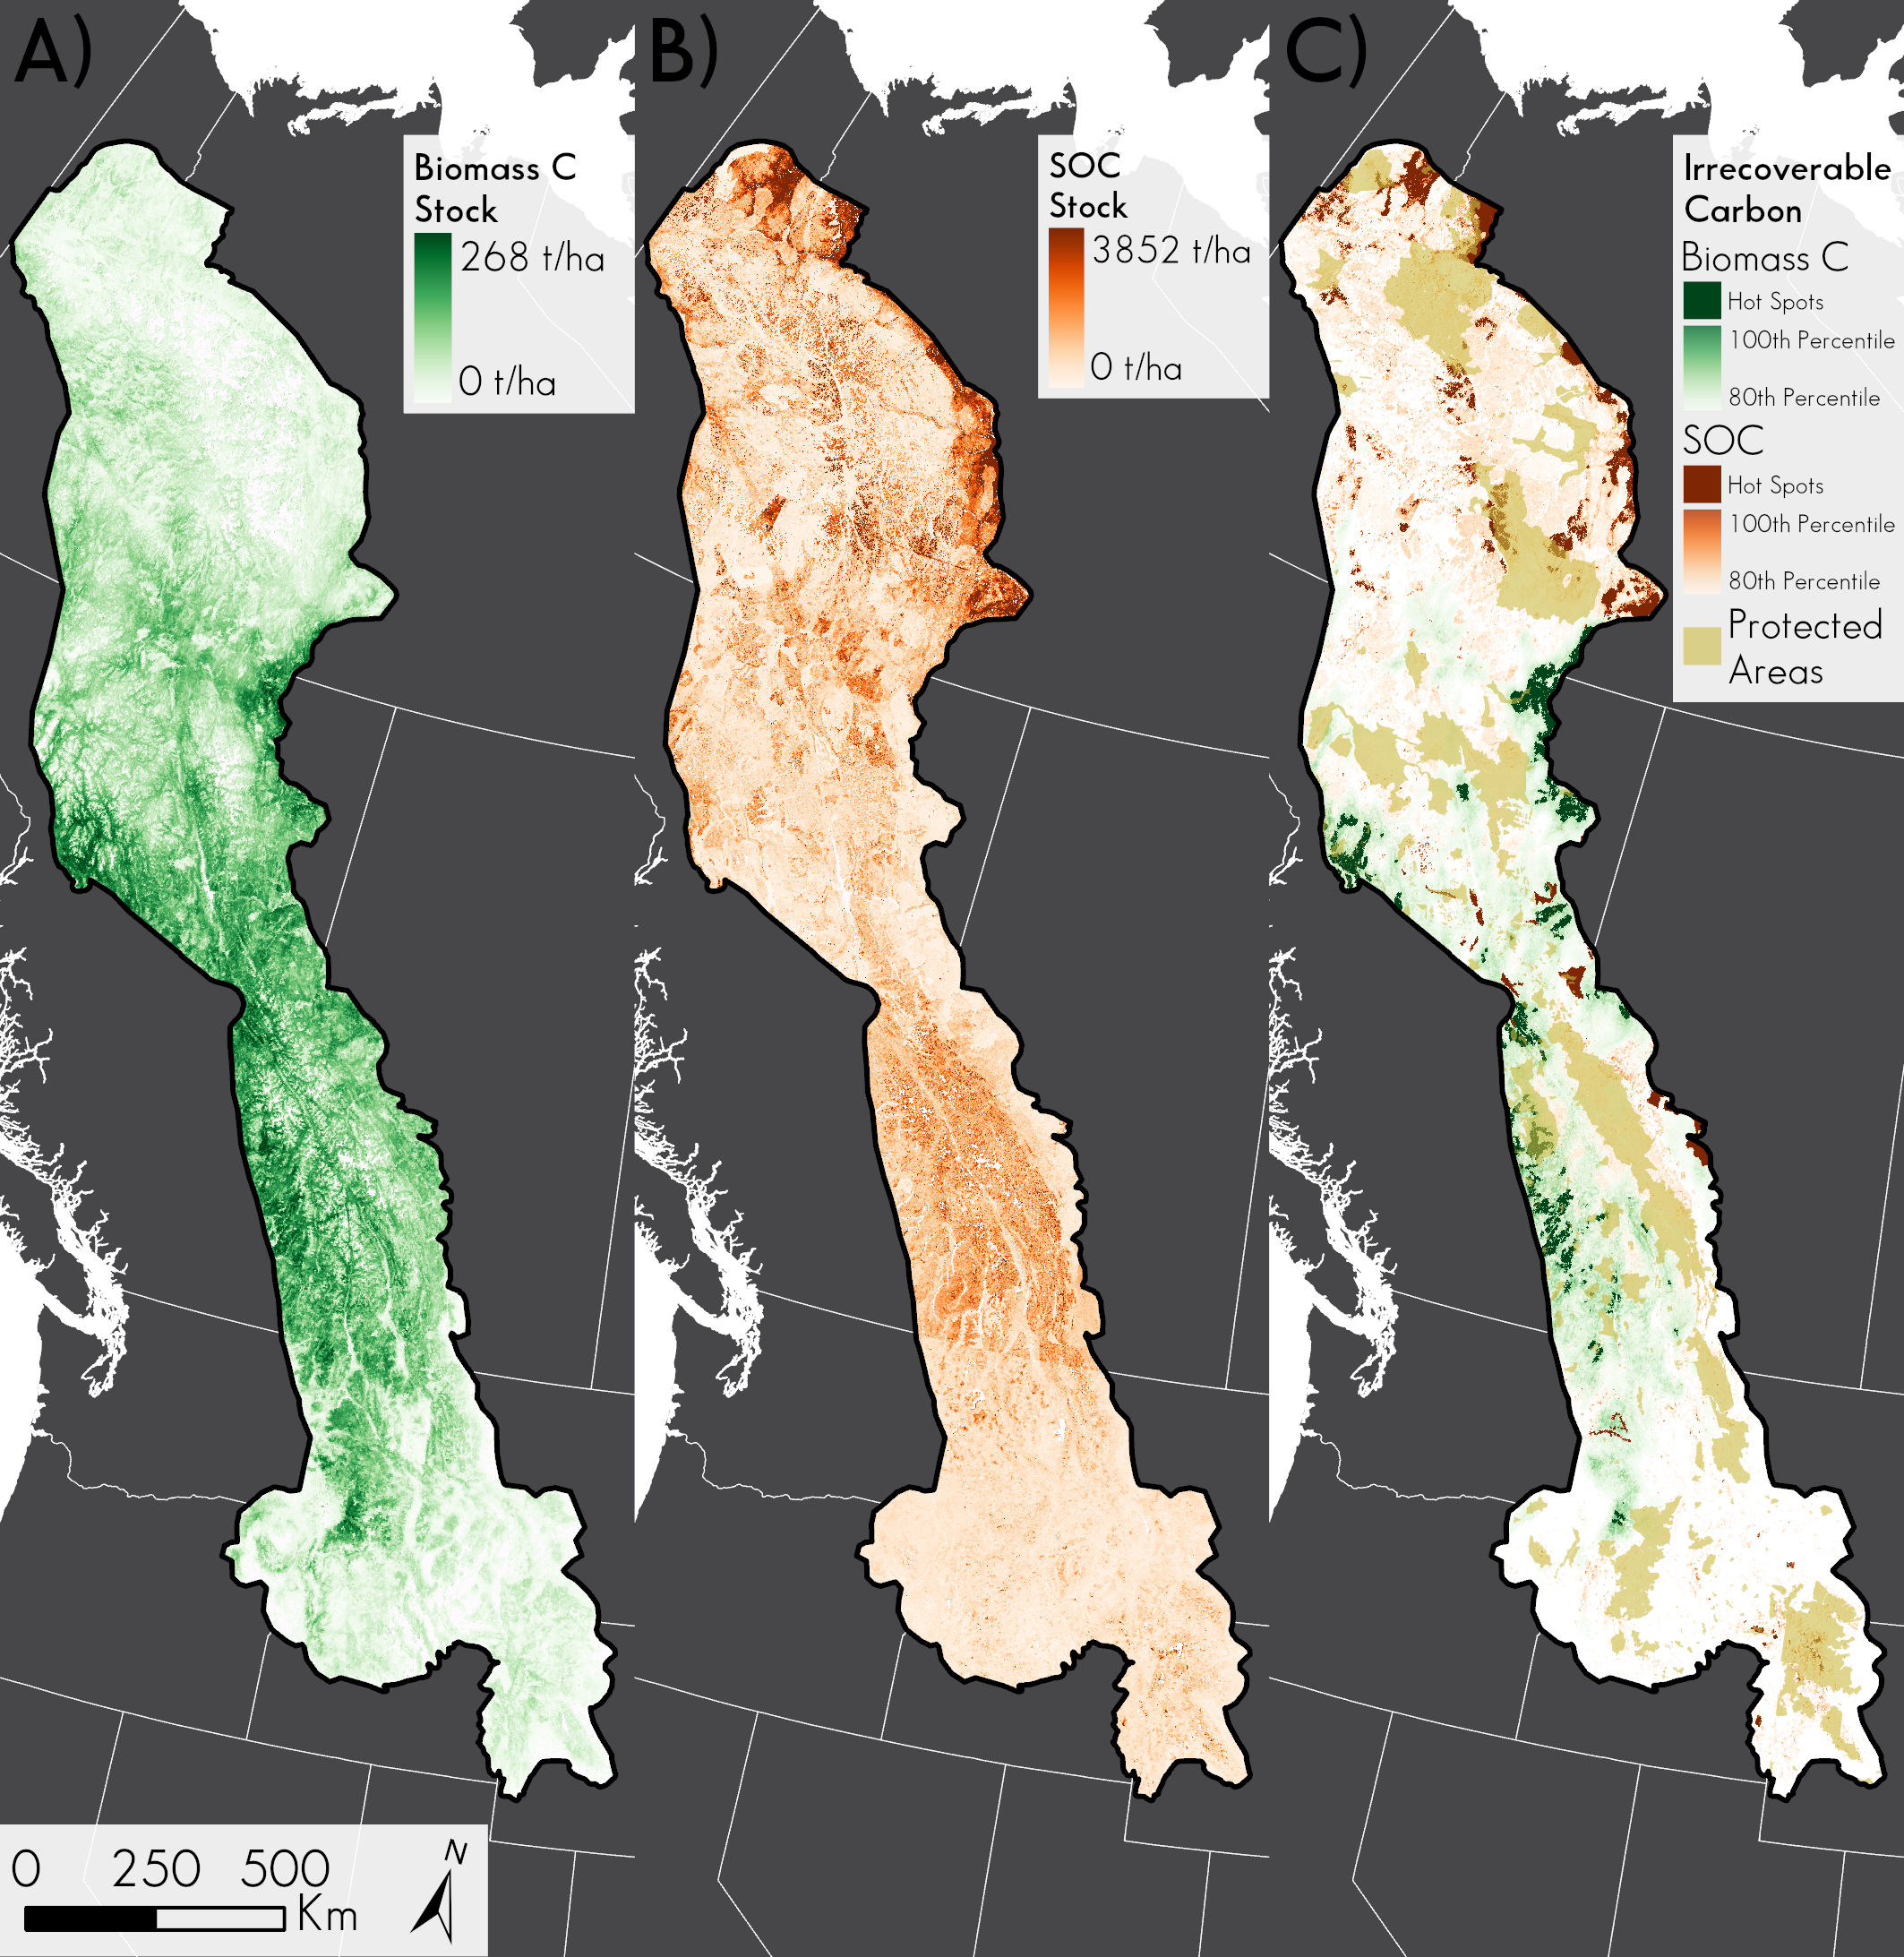 A)
Biomass C
Stock
268 t/ha
0 t/ha
B)
SOC
Stock
3852 t/ha
0 t/ha
C)
Irrecoverable
Carbon
Biomass C
Hot Spots
100th Percentile
80th Percentile
SOC
Hot Spots
100th Percentile
80th Percentile
Protected
Areas
0 250 500
Km
N